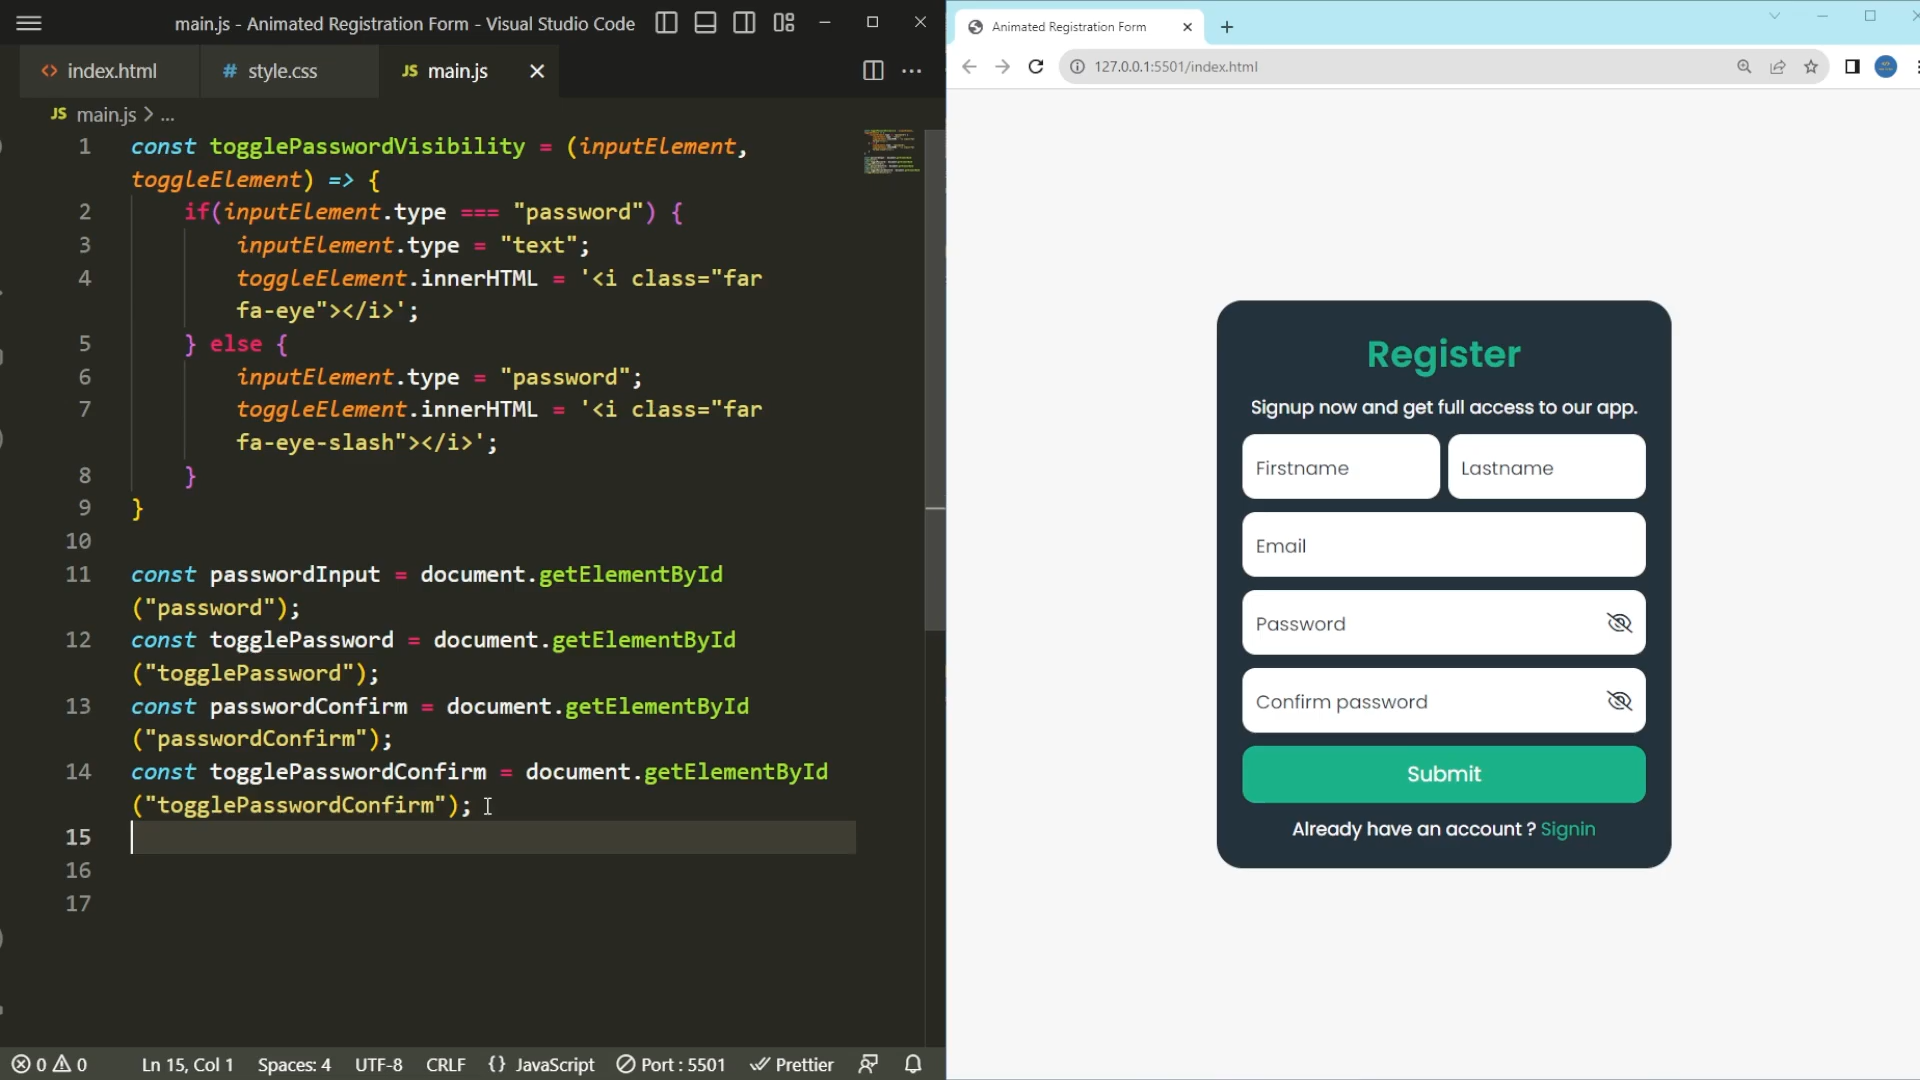 main.js - Animated Registration Form - Visual Studio Code
index.html
# style.css
JS main.js
JS main.js > ...
1 const togglePasswordVisibility = (inputElement,
toggleElement) => {
2 if(inputElement.type === "password") {
3 inputElement.type = "text";
4 toggleElement.innerHTML = '<i class="far
fa-eye"></i>';
5 } else {
6 inputElement.type = "password";
7 toggleElement.innerHTML = '<i class="far
fa-eye-slash"></i>';
8 }
9 }
10
11 const passwordInput = document.getElementById
("password");
12 const togglePassword = document.getElementById
("togglePassword");
13 const passwordConfirm = document.getElementById
("passwordConfirm");
14 const togglePasswordConfirm = document.getElementById
("togglePasswordConfirm");
15
16
17
0 0 Ln 15, Col 1 Spaces: 4 UTF-8 CRLF {} JavaScript Port : 5501 Prettier
Animated Registration Form
127.0.0.1:5501/index.html
Register
Signup now and get full access to our app.
Firstname Lastname
Email
Password
Confirm password
Submit
Already have an account ? Signin